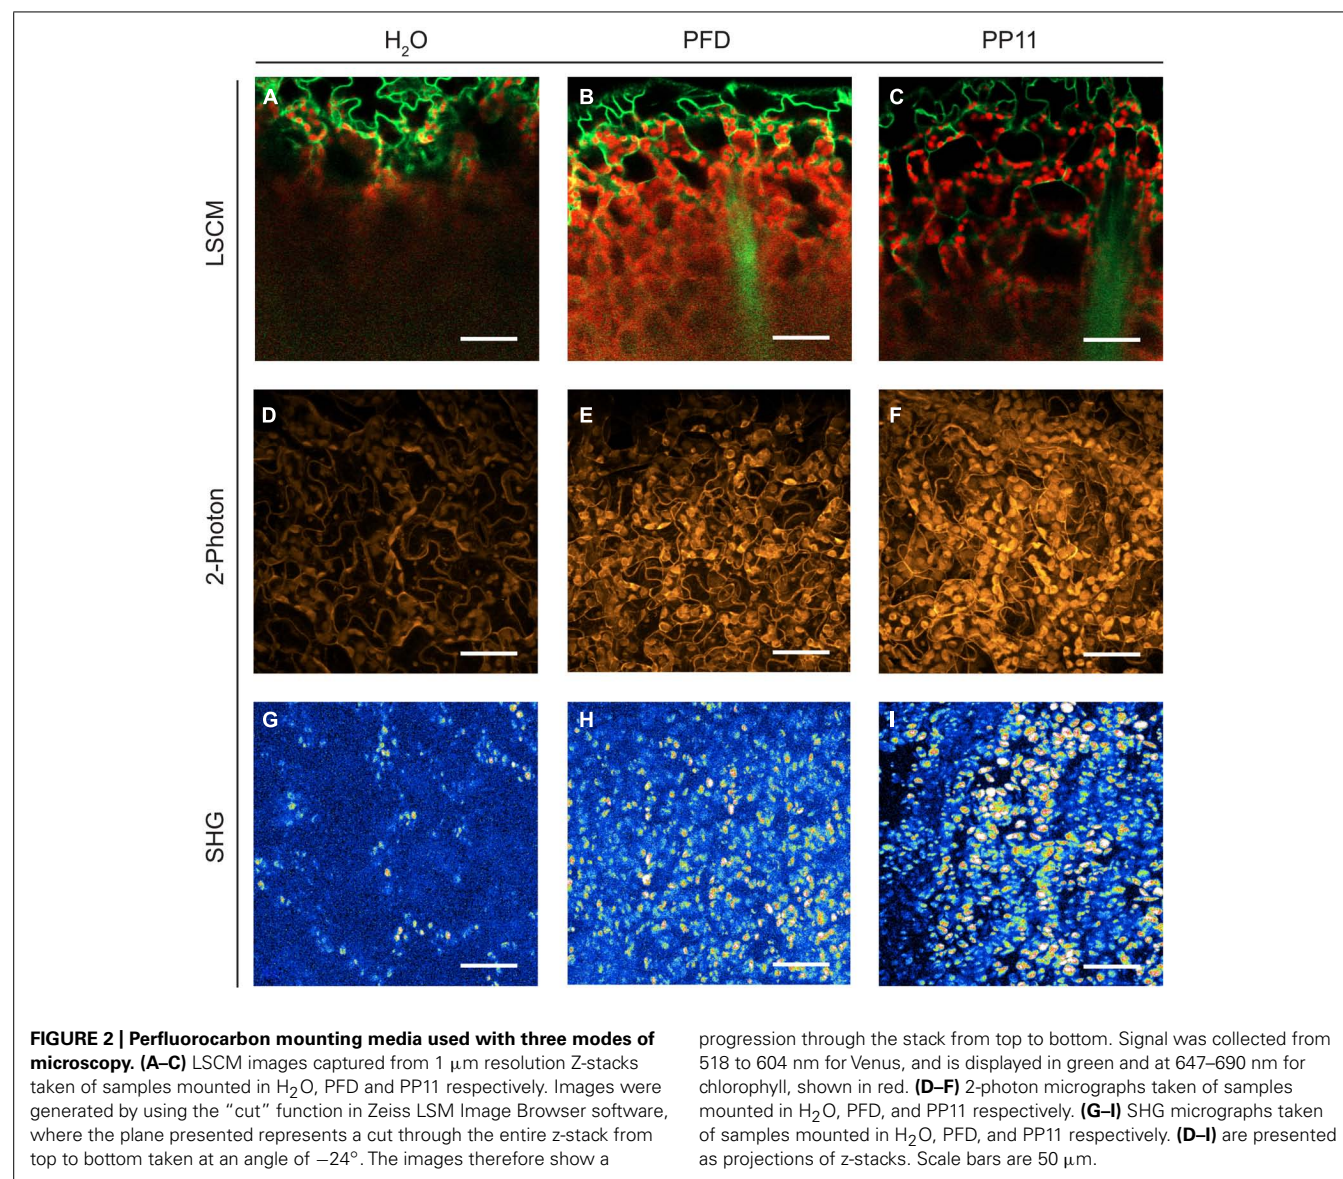 H2O PFD PP11
LSCM
A B C
2-Photon
D E F
SHG
G H I
FIGURE 2 | Perfluorocarbon mounting media used with three modes of
microscopy. (A–C) LSCM images captured from 1 μm resolution Z-stacks
taken of samples mounted in H2O, PFD and PP11 respectively. Images were
generated by using the “cut” function in Zeiss LSM Image Browser software,
where the plane presented represents a cut through the entire z-stack from
top to bottom taken at an angle of −24°. The images therefore show a
progression through the stack from top to bottom. Signal was collected from
518 to 604 nm for Venus, and is displayed in green and at 647–690 nm for
chlorophyll, shown in red. (D–F) 2-photon micrographs taken of samples
mounted in H2O, PFD, and PP11 respectively. (G–I) SHG micrographs taken
of samples mounted in H2O, PFD, and PP11 respectively. (D–I) are presented
as projections of z-stacks. Scale bars are 50 μm.